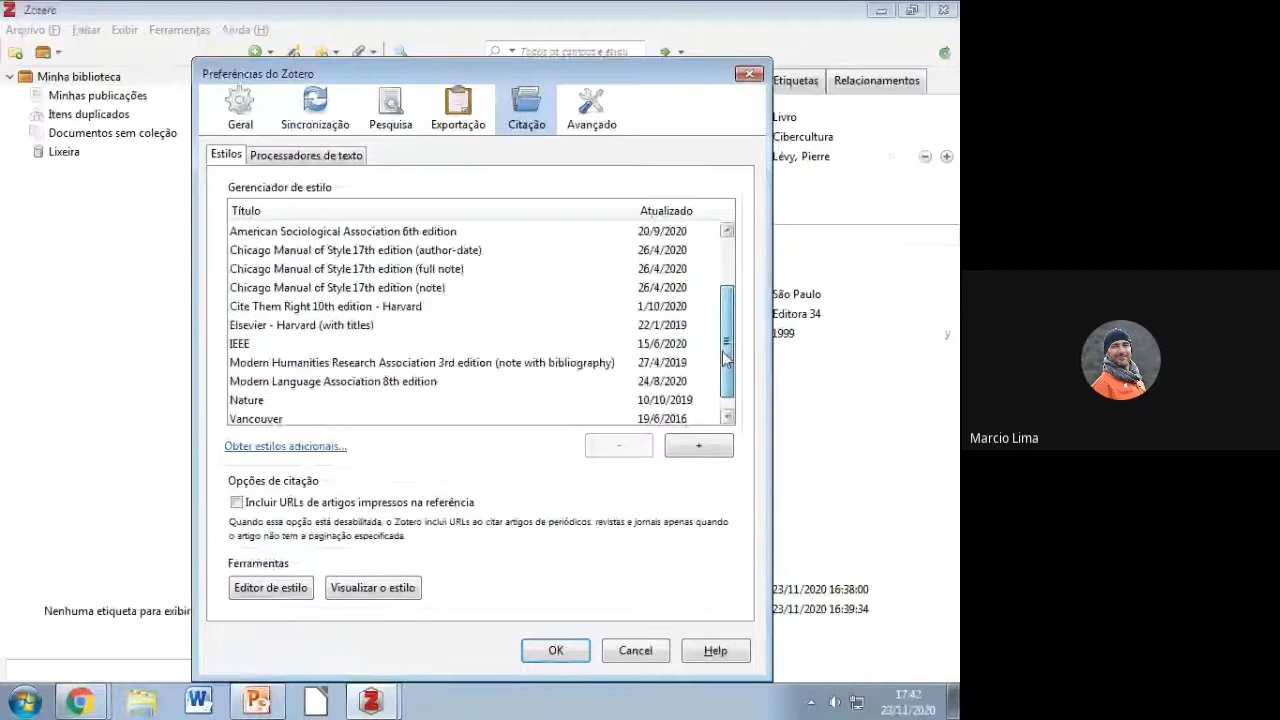 Zotero
Arquivo (F) Editar Exibir Ferramentas Ajuda (H)
Todos os campos e etiqu
Minha biblioteca
Minhas publicações
Itens duplicados
Documentos sem coleção
Lixeira
Nenhuma etiqueta para exibir
Preferências do Zotero
Geral Sincronização Pesquisa Exportação Citação Avançado
Estilos Processadores de texto
Gerenciador de estilo
Título Atualizado
American Sociological Association 6th edition 20/9/2020
Chicago Manual of Style 17th edition (author-date) 26/4/2020
Chicago Manual of Style 17th edition (full note) 26/4/2020
Chicago Manual of Style 17th edition (note) 26/4/2020
Cite Them Right 10th edition - Harvard 1/10/2020
Elsevier - Harvard (with titles) 22/1/2019
IEEE 15/6/2020
Modern Humanities Research Association 3rd edition (note with bibliography) 27/4/2019
Modern Language Association 8th edition 24/8/2020
Nature 10/10/2019
Vancouver 19/6/2016
Obter estilos adicionais...
- +
Opções de citação
Incluir URLs de artigos impressos na referência
Quando essa opção está desabilitada, o Zotero inclui URLs ao citar artigos de periódicos, revistas e jornais apenas quando
o artigo não tem a paginação especificada.
Ferramentas
Editor de estilo Visualizar o estilo
OK Cancel Help
Etiquetas Relacionamentos
Livro
Cibercultura
Lévy, Pierre
São Paulo
Editora 34
1999 y
23/11/2020 16:38:00
23/11/2020 16:39:34
17:42
23/11/2020
Marcio Lima